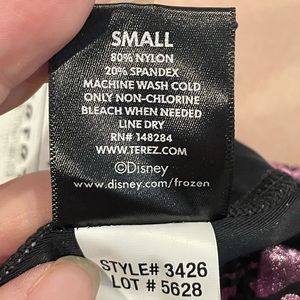 SMALL
80% NYLON
20% SPANDEX
MACHINE WASH COLD
ONLY NON-CHLORINE
BLEACH WHEN NEEDED
LINE DRY
RN# 148284
WWW.TEREZ.COM
©Disney
www.disney.com/frozen
STYLE# 3426
LOT # 5628